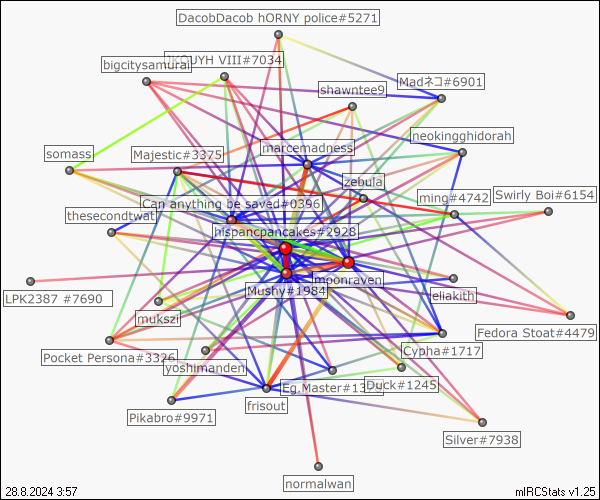 DacobDacob hORNY police#5271
JKOUYH VIII#7034
bigcitysamurai
Madネコ#6901
shawntee9
neokingghidorah
marcemadness
somass
Majestic#3375
zebula
ming#4742
Swirly Boi#6154
Can anything be saved#0396
thesecondtwat
hispancpancakes#2928
moonraven
Mushy#1984
eliakith
LPK2387 #7690
mukszi
Fedora Stoat#4479
Pocket Persona#3326
Cypha#1717
yoshimanden
Eg.Master#1329
Duck#1245
frisout
Pikabro#9971
Silver#7938
normalwan
28.8.2024 3:57
mIRCStats v1.25